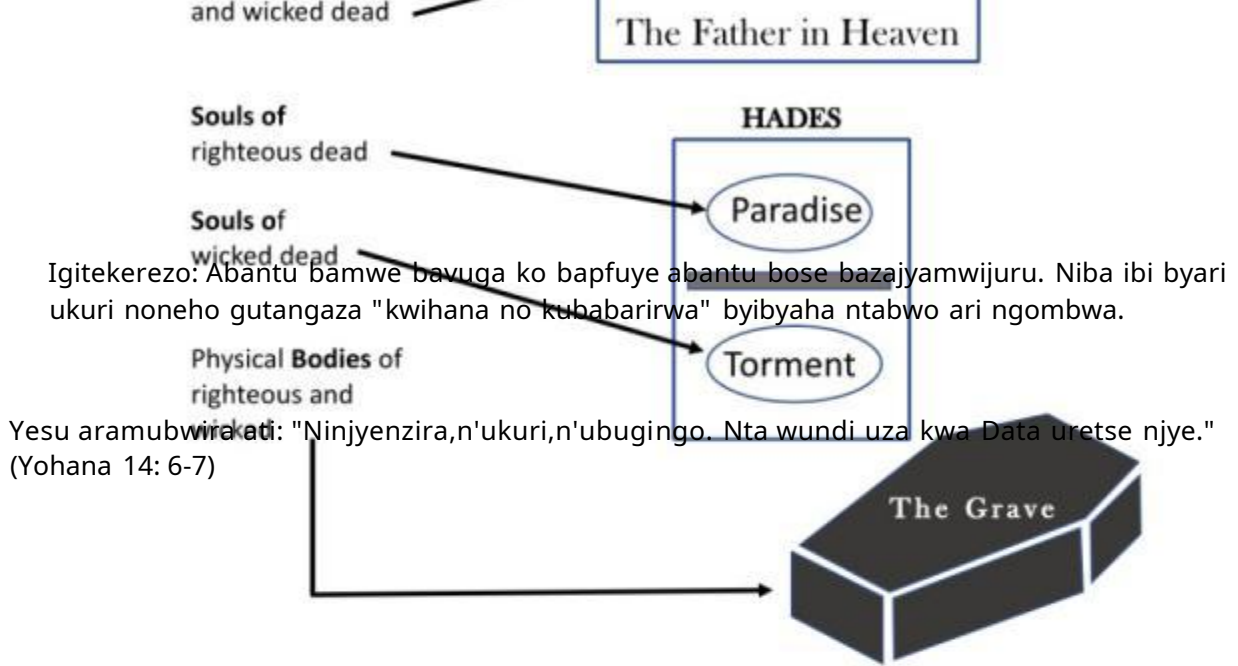 and wicked dead
The Father in Heaven
Souls of
righteous dead
HADES
Paradise
Souls of
wicked dead
Igitekerezo: Abantu bamwe bavuga ko bapfuye abantu bose bazajyamwijuru. Niba ibi byari
ukuri noneho gutangaza "kwihana no kubabarirwa" byibyaha ntabwo ari ngombwa.
Torment
Physical Bodies of
righteous and
wicked
Yesu aramubwira ati: "Ninjyenzira,n'ukuri,n'ubugingo. Nta wundi uza kwa Data uretse njye."
(Yohana 14: 6-7)
The Grave